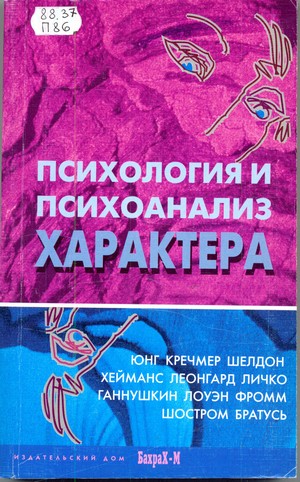 88.37
П86
ПСИХОЛОГИЯ И
ПСИХОАНАЛИЗ
ХАРАКТЕРА
ЮНГ КРЕЧМЕР ШЕЛДОН
ХЕЙМАНС ЛЕОНГАРД ЛИЧКО
ГАННУШКИН ЛОУЭН ФРОММ
ШОСТРОМ БРАТУСЬ
ИЗДАТЕЛЬСКИЙ ДОМ БахраХ-М